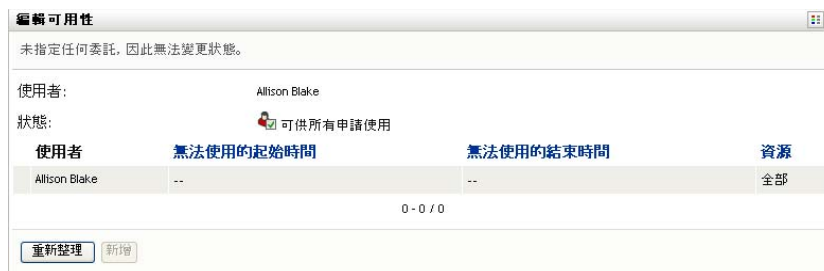 編輯可用性
未指定任何委託, 因此無法變更狀態。
使用者: Allison Blake
狀態: 可供所有申請使用
使用者 無法使用的起始時間 無法使用的結束時間 資源
Allison Blake -- -- 全部
0 - 0 / 0
重新整理 新增